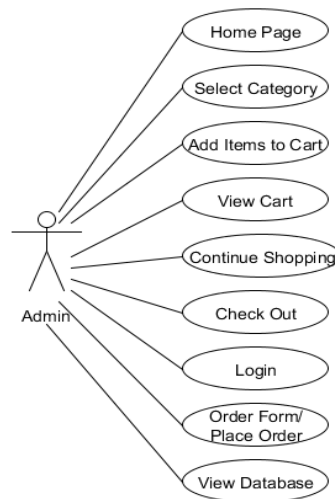 Home Page
Select Category
Add Items to Cart
View Cart
Continue Shopping
Admin
Check Out
Login
Order Form/
Place Order
View Database